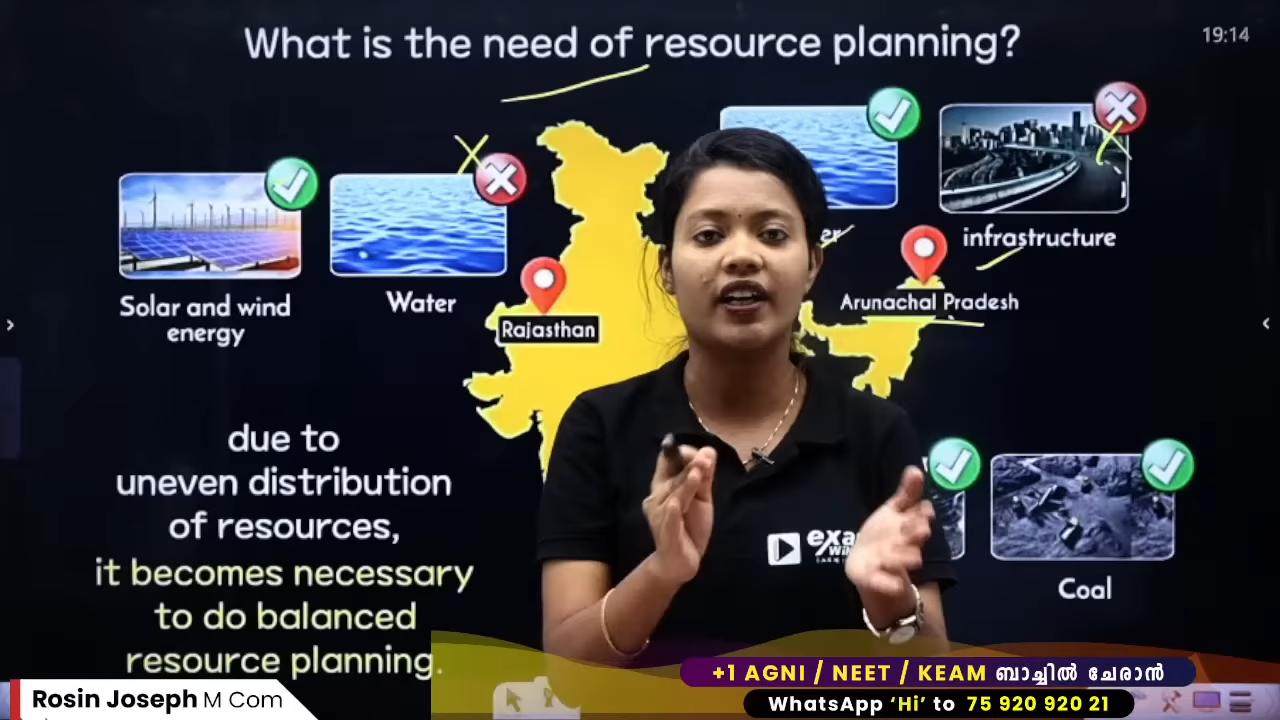 What is the need of resource planning?
19:14
Solar and wind
energy
Water
Rajasthan
er
infrastructure
Arunachal Pradesh
due to
uneven distribution
of resources,
it becomes necessary
to do balanced
resource planning.
Coal
exa
Rosin Joseph M Com
+1 AGNI / NEET / KEAM ബാച്ചിൽ ചേരാൻ
WhatsApp ‘Hi’ to 75 920 920 21